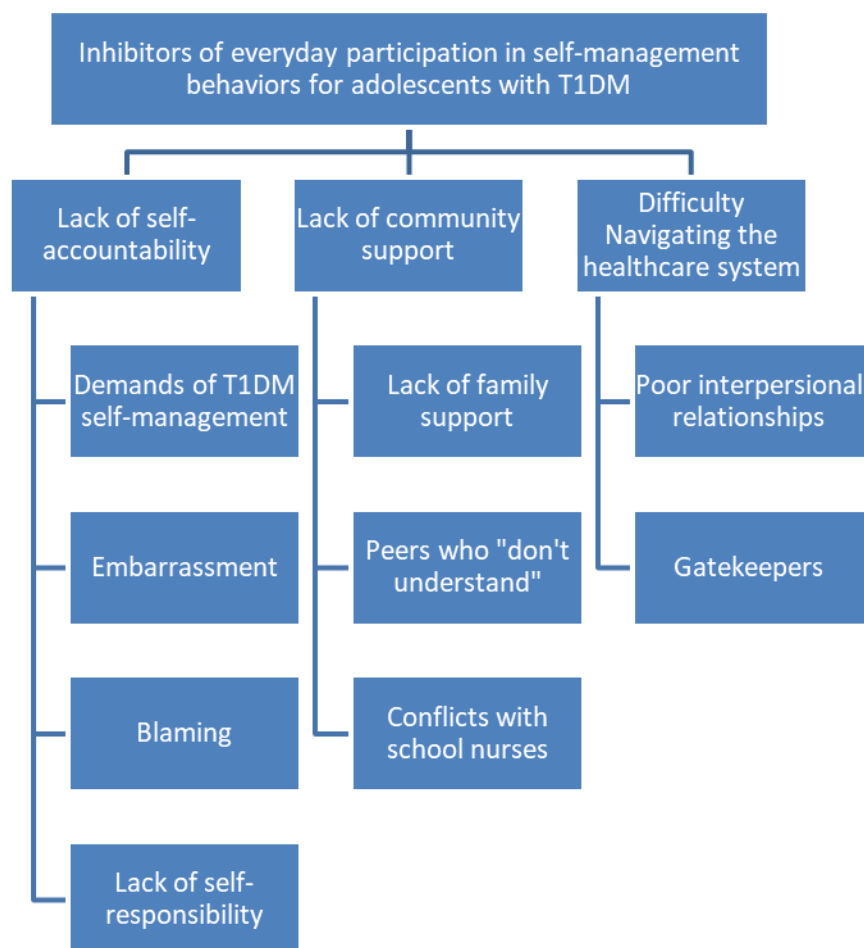 Inhibitors of everyday participation in self-management
behaviors for adolescents with T1DM
Lack of self-
accountability
Lack of community
support
Difficulty
Navigating the
healthcare system
Demands of T1DM
self-management
Embarrassment
Blaming
Lack of self-
responsibility
Lack of family
support
Peers who "don't
understand"
Conflicts with
school nurses
Poor interpersonal
relationships
Gatekeepers